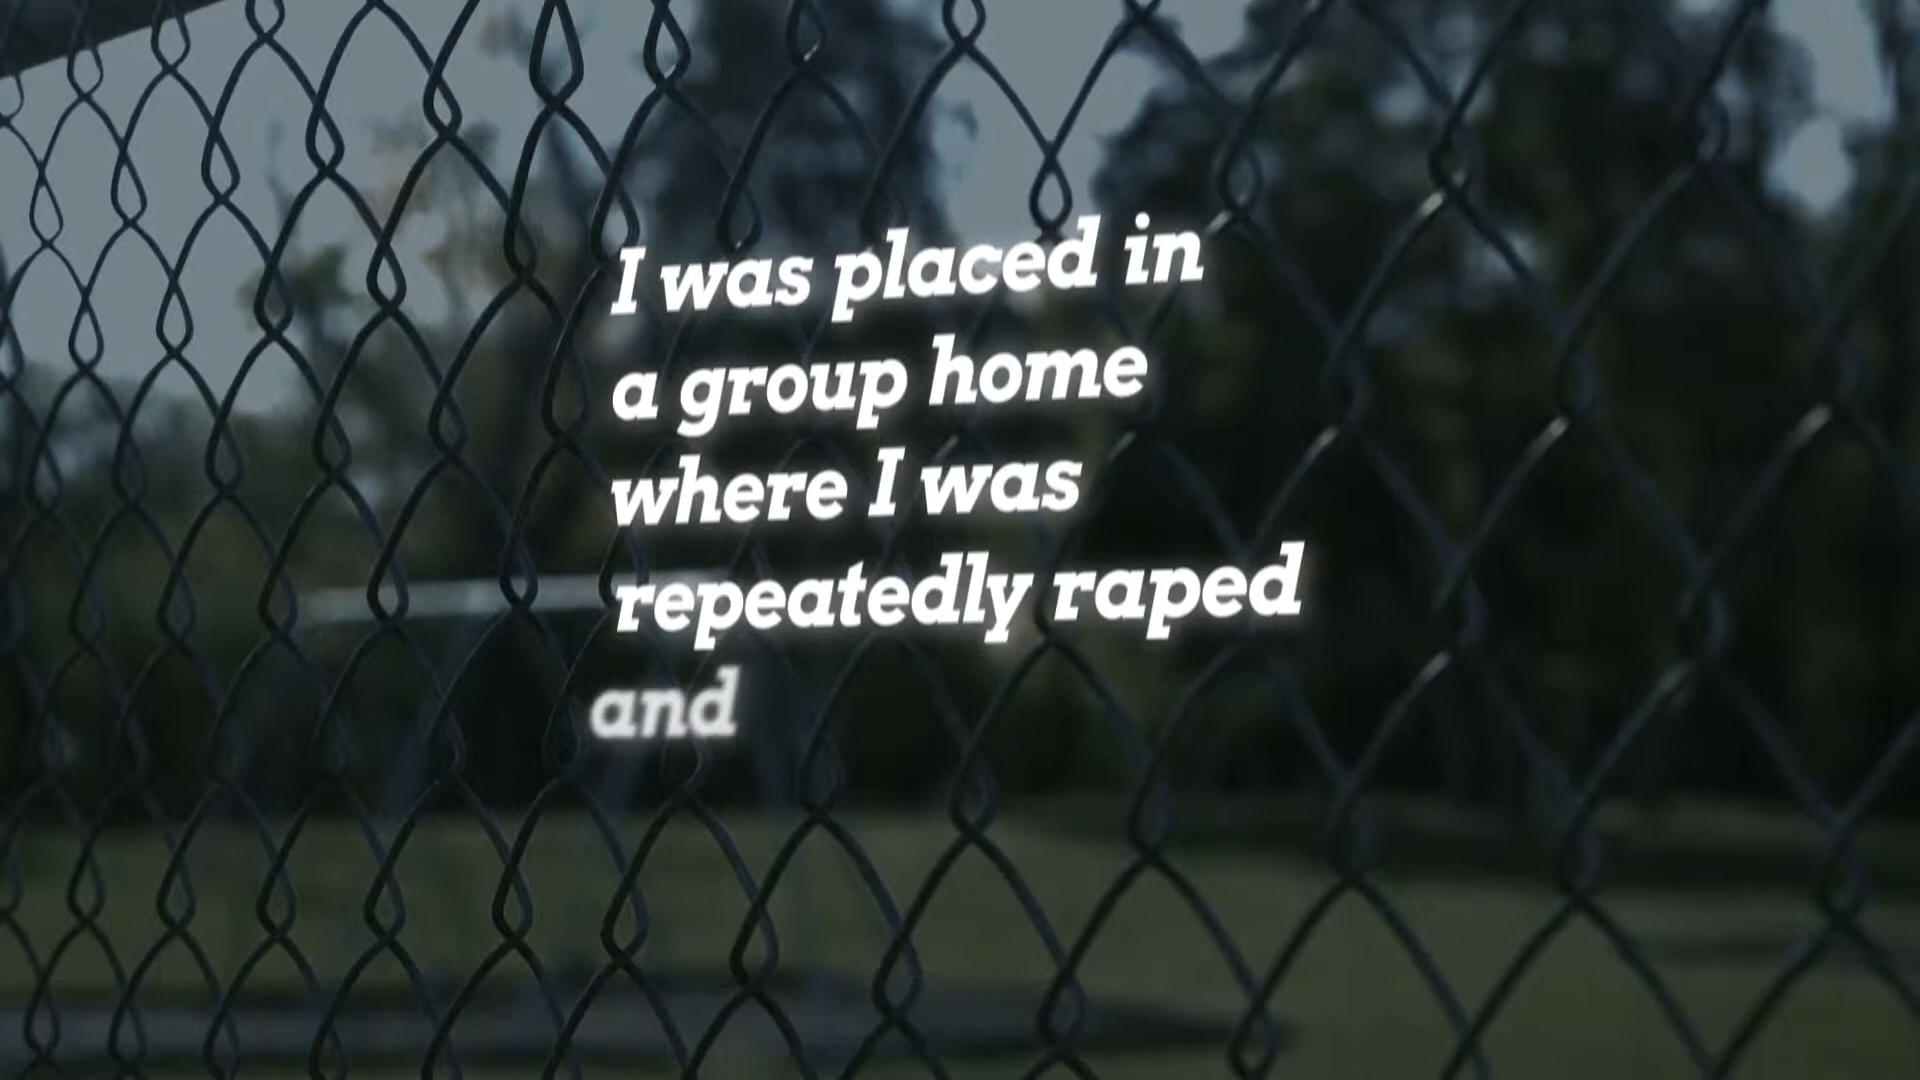 I was placed in
a group home
where I was
repeatedly raped
and